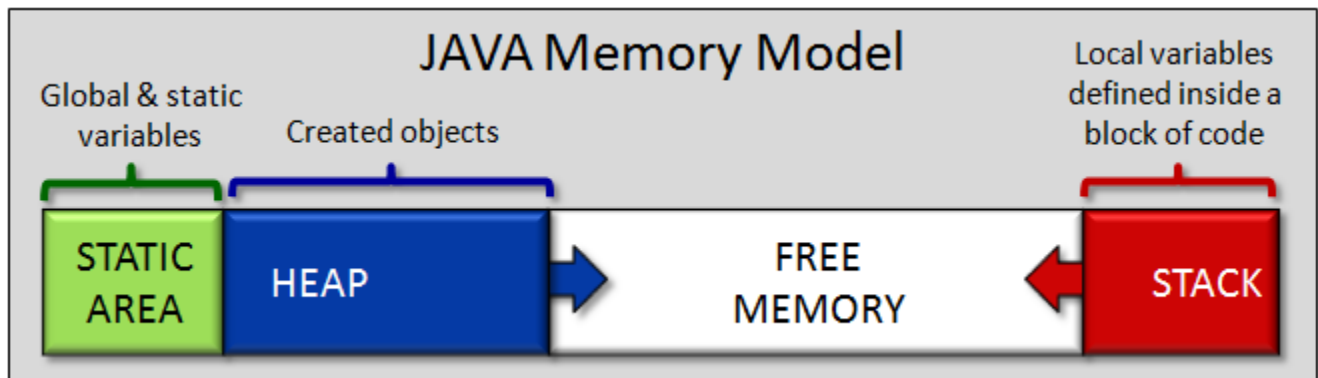 JAVA Memory Model
Global & static
variables
Created objects
Local variables
defined inside a
block of code
STATIC
AREA
HEAP
FREE
MEMORY
STACK